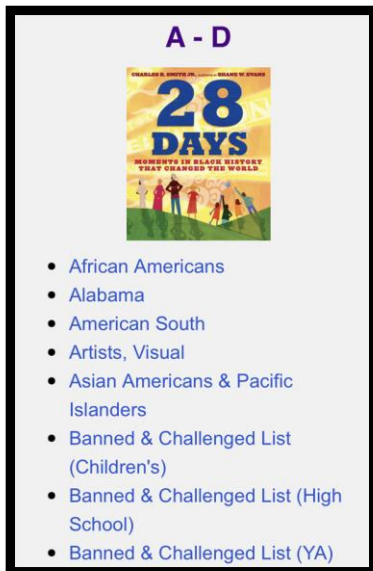 A - D
CHARLES R. SMITH JR. SHANE W. EVANS
28
DAYS
MOMENTS IN BLACK HISTORY
THAT CHANGED THE WORLD
African Americans
Alabama
American South
Artists, Visual
Asian Americans & Pacific
Islanders
Banned & Challenged List
(Children's)
Banned & Challenged List (High
School)
Banned & Challenged List (YA)